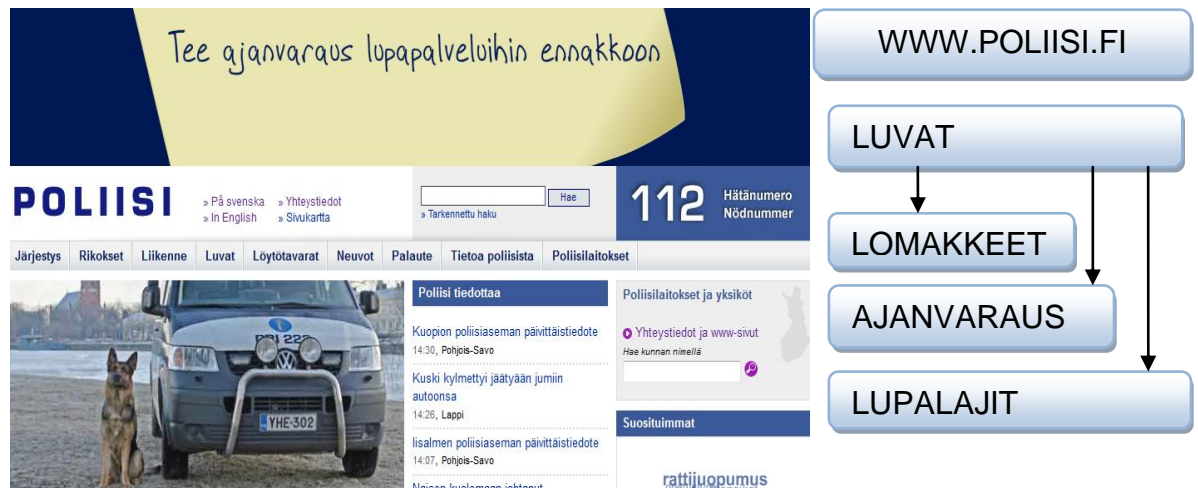 Tee ajanvaraus lupapalveluihin ennakkoon
POLIISI
» På svenska » Yhteystiedot
» In English » Sivukartta
Hae
» Tarkennettu haku
112 Hätänumero
Nödnummer
Järjestys Rikokset Liikenne Luvat Löytötavarat Neuvot Palaute Tietoa poliisista Poliisilaitokset
YHE-302
Poliisi tiedottaa
Kuopion poliisiaseman päivittäistiedote
14:30, Pohjois-Savo
Kuski kylmettyi jäätyään jumiin
autoonsa
14:26, Lappi
Iisalmen poliisiaseman päivittäistiedote
14:07, Pohjois-Savo
Poliisilaitokset ja yksiköt
Yhteystiedot ja www-sivut
Hae kunnan nimellä
Suosituimmat
rattijuopumus
WWW.POLIISI.FI
LUVAT
LOMAKKEET
AJANVARAUS
LUPALAJIT